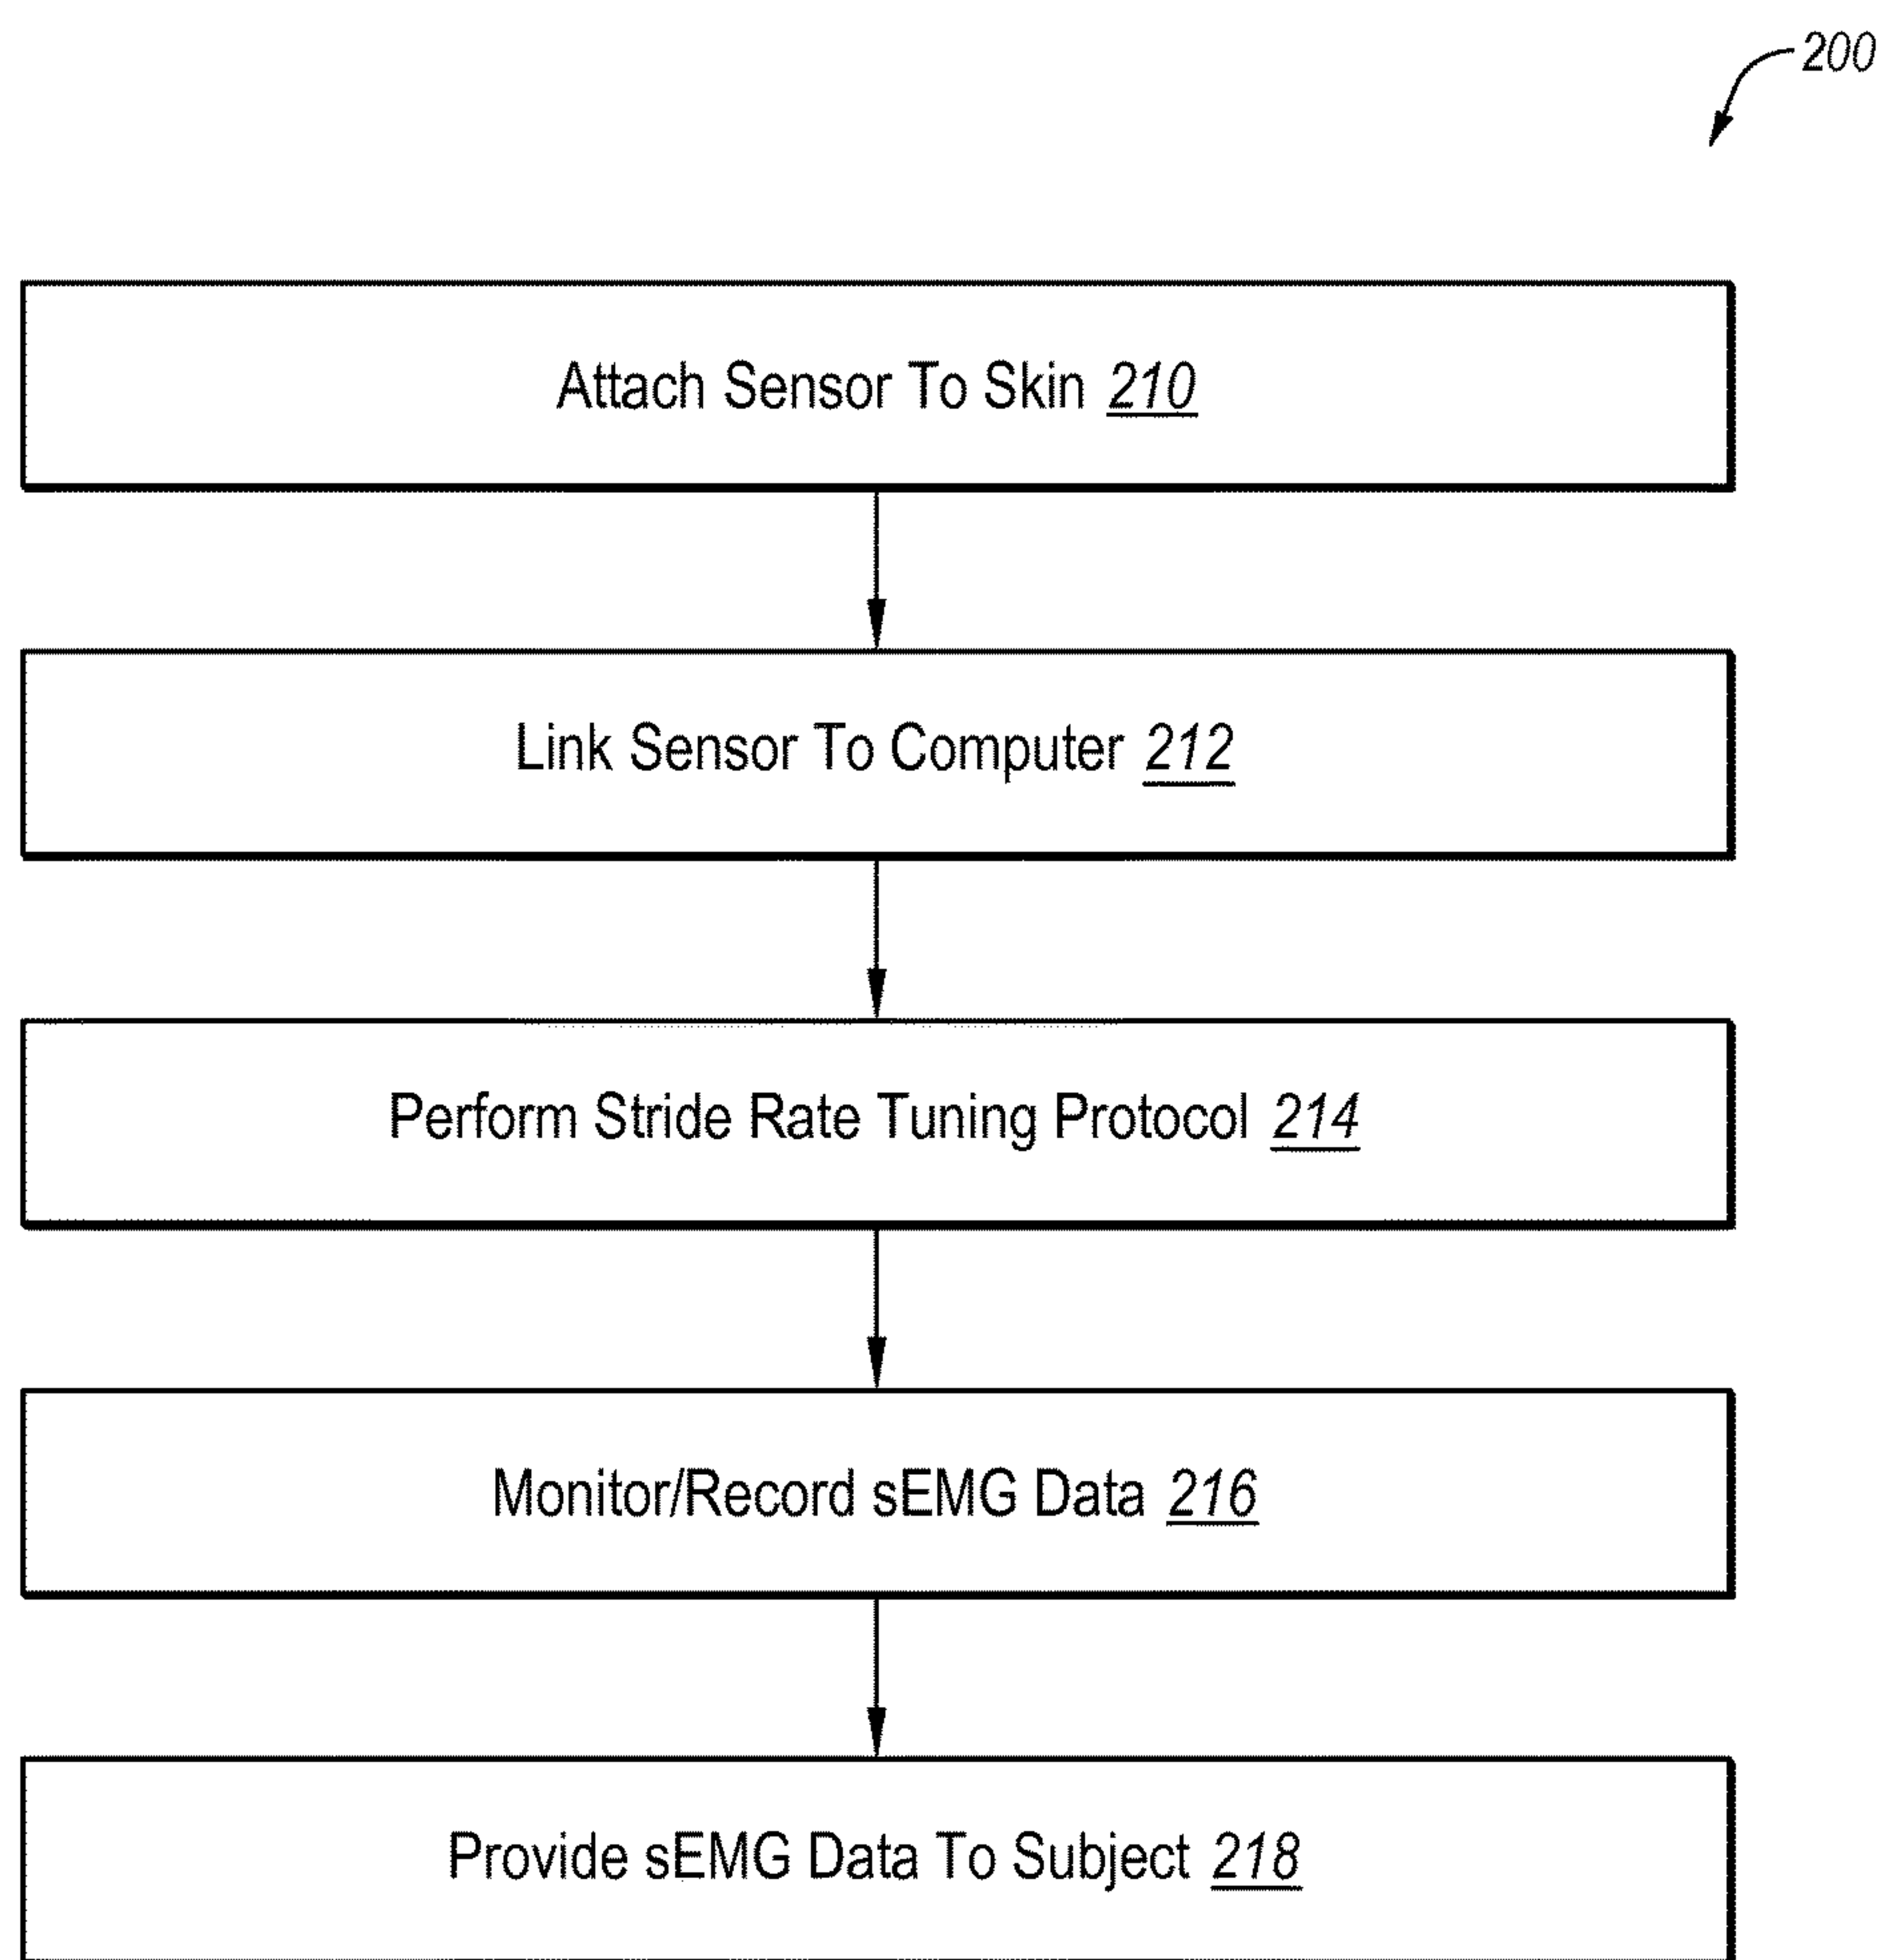 200
Attach Sensor To Skin 210
Link Sensor To Computer 212
Perform Stride Rate Tuning Protocol 214
Monitor/Record sEMG Data 216
Provide sEMG Data To Subject 218